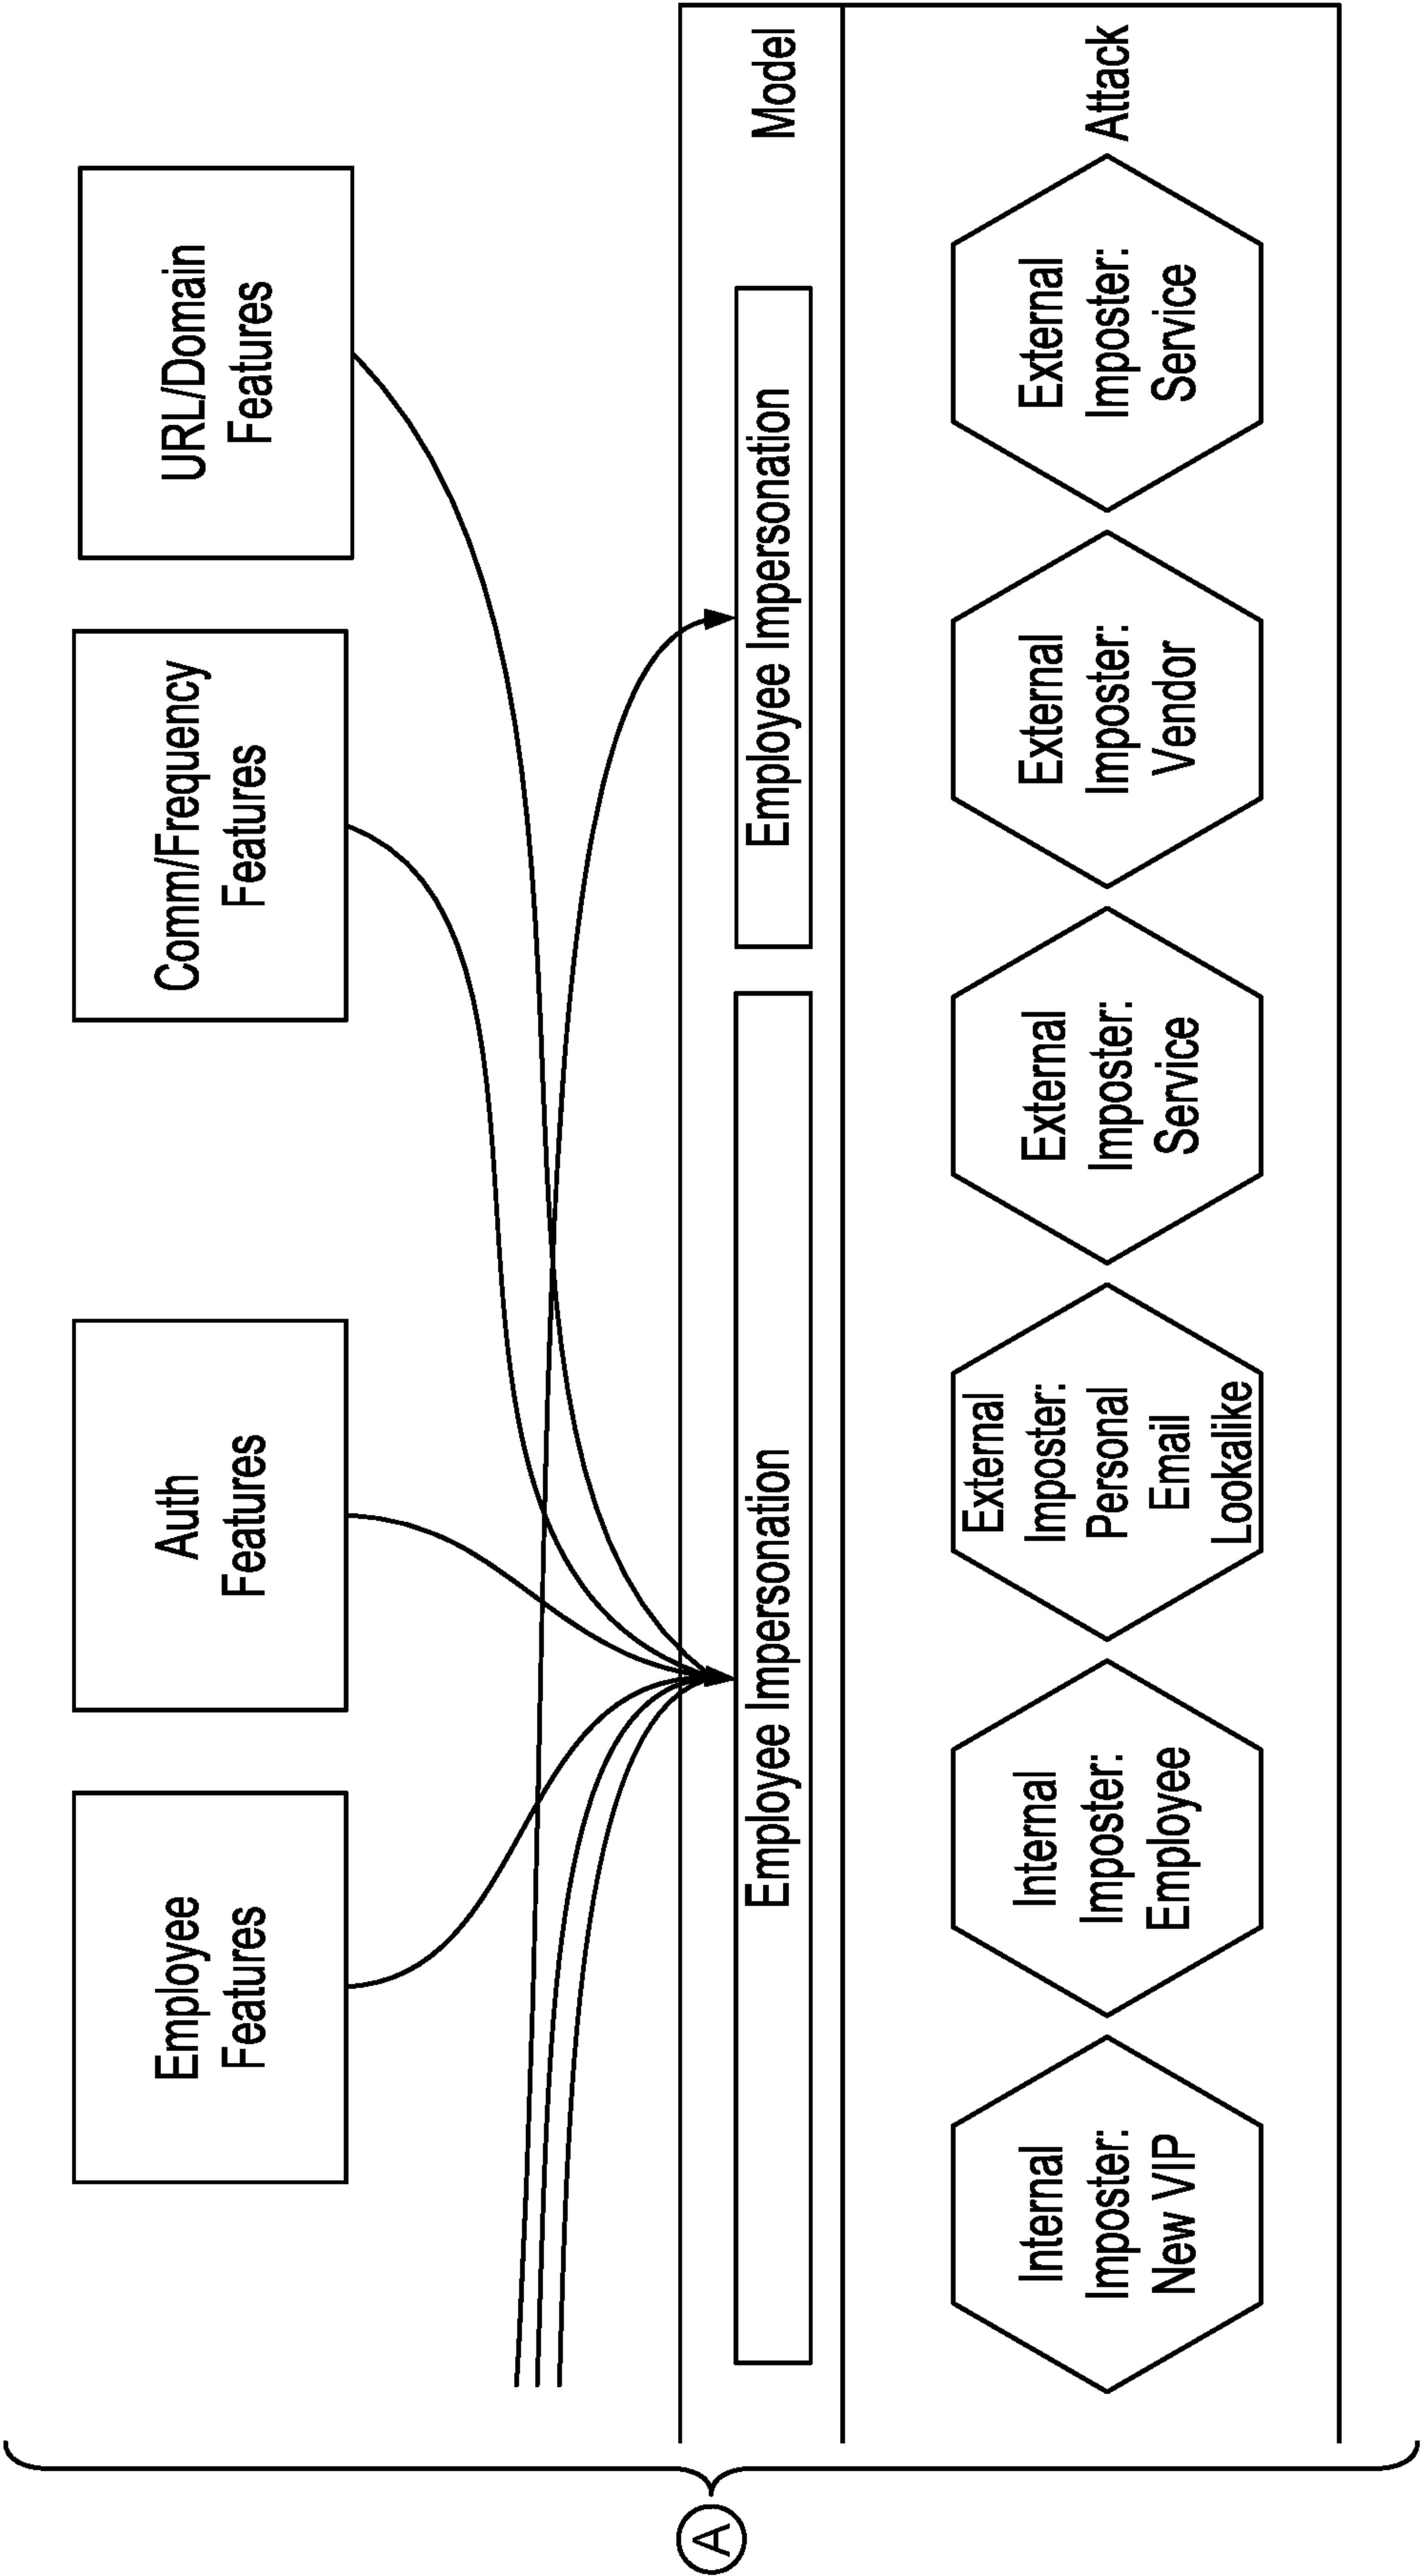 Employee
Features
Auth
Features
Comm/Frequency
Features
URL/Domain
Features
A
Employee Impersonation
Employee Impersonation
Model
Internal
Imposter:
New VIP
Internal
Imposter:
Employee
External
Imposter:
Personal
Email
Lookalike
External
Imposter:
Service
External
Imposter:
Vendor
External
Imposter:
Service
Attack